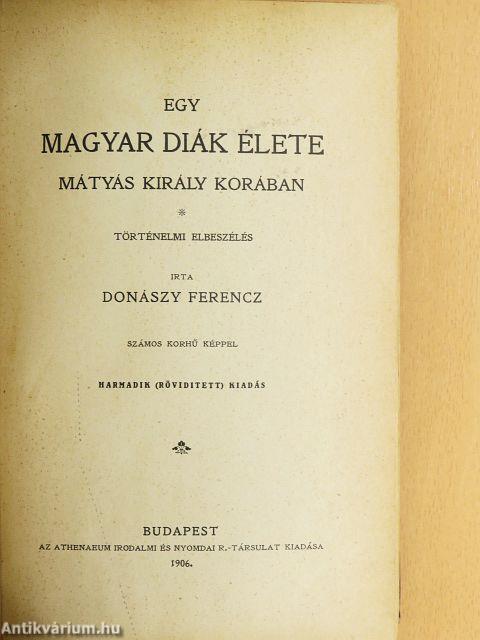 EGY
MAGYAR DIÁK ÉLETE
MÁTYÁS KIRÁLY KORÁBAN
*
TÖRTÉNELMI ELBESZÉLÉS
IRTA
DONÁSZY FERENCZ
SZÁMOS KORHŰ KÉPPEL
HARMADIK (RÖVIDITETT) KIADÁS
BUDAPEST
AZ ATHENAEUM IRODALMI ÉS NYOMDAI R.-TÁRSULAT KIADÁSA
1906.
Antikvárium.hu